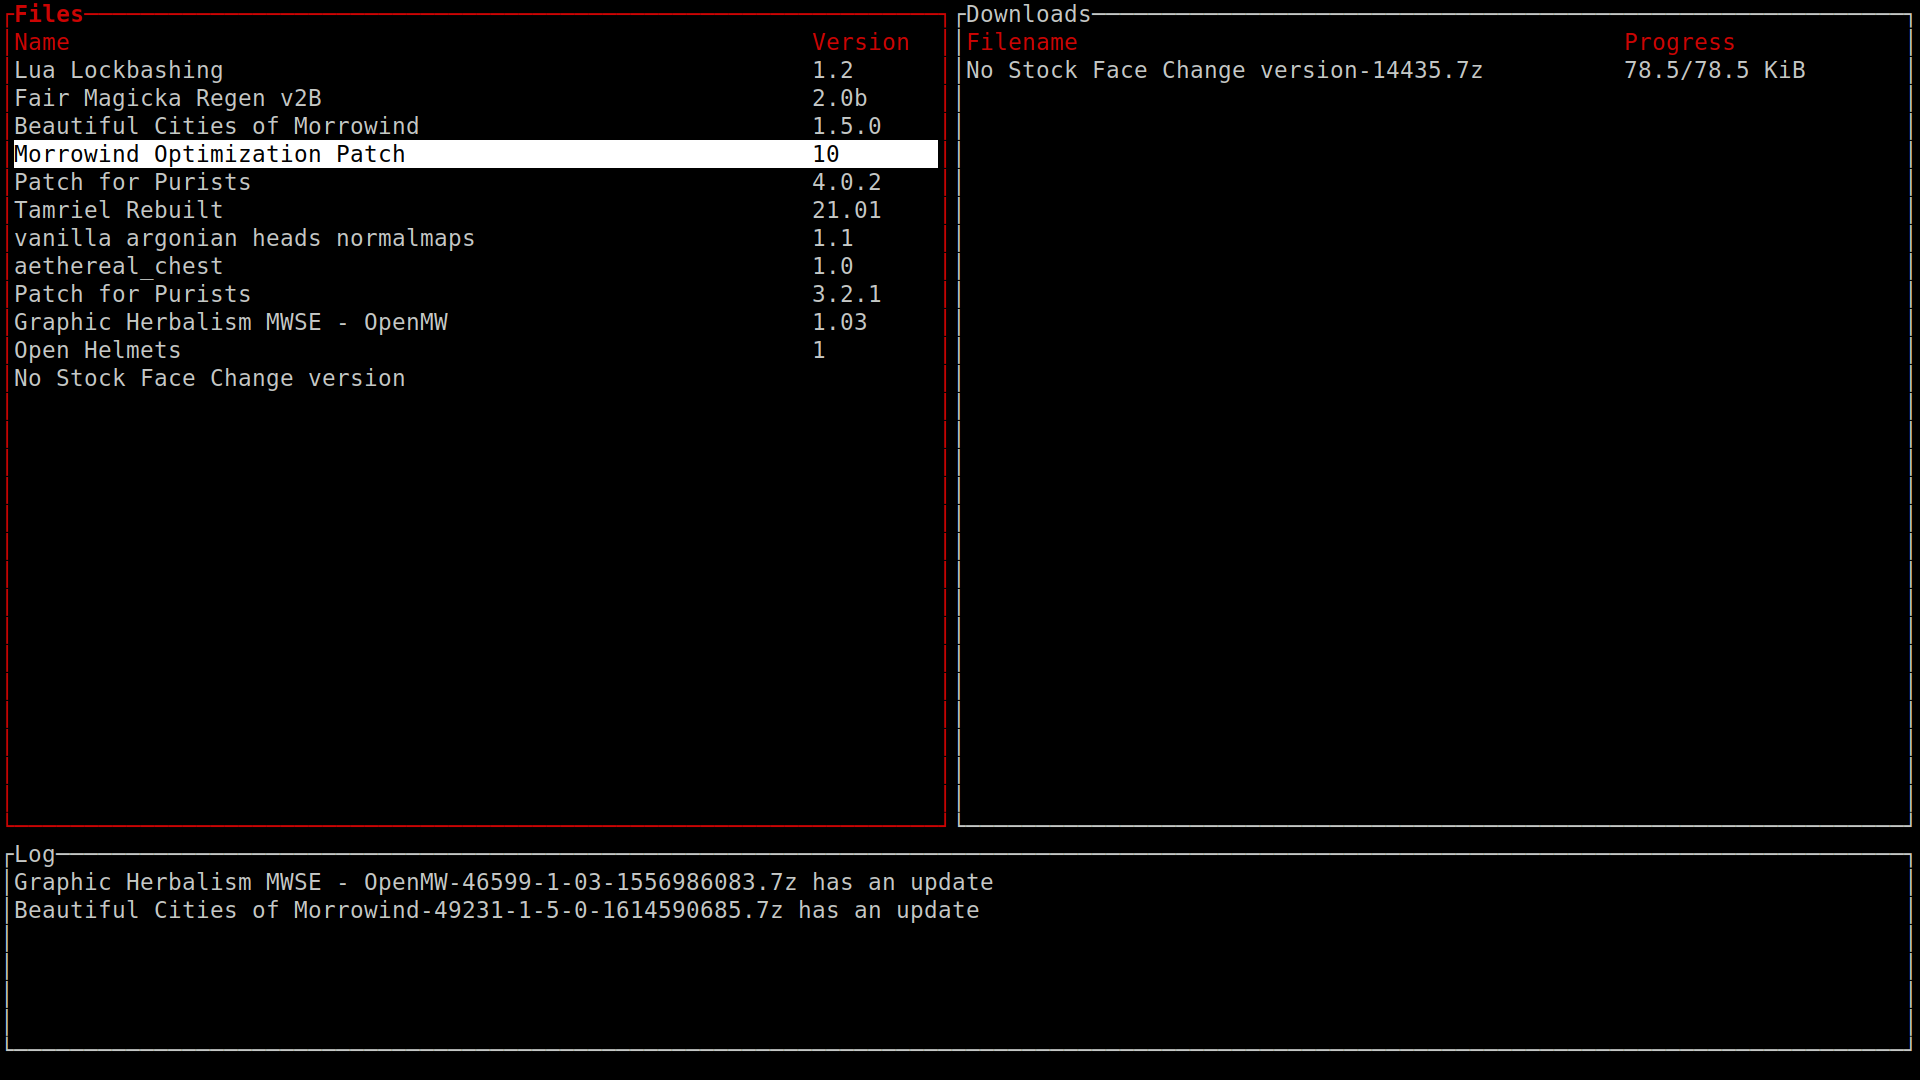 Files
Name Version
Lua Lockbashing 1.2
Fair Magicka Regen v2B 2.0b
Beautiful Cities of Morrowind 1.5.0
Morrowind Optimization Patch 10
Patch for Purists 4.0.2
Tamriel Rebuilt 21.01
vanilla argonian heads normalmaps 1.1
aethereal_chest 1.0
Patch for Purists 3.2.1
Graphic Herbalism MWSE - OpenMW 1.03
Open Helmets 1
No Stock Face Change version
Downloads
Filename Progress
No Stock Face Change version-14435.7z 78.5/78.5 KiB
Log
Graphic Herbalism MWSE - OpenMW-46599-1-03-1556986083.7z has an update
Beautiful Cities of Morrowind-49231-1-5-0-1614590685.7z has an update